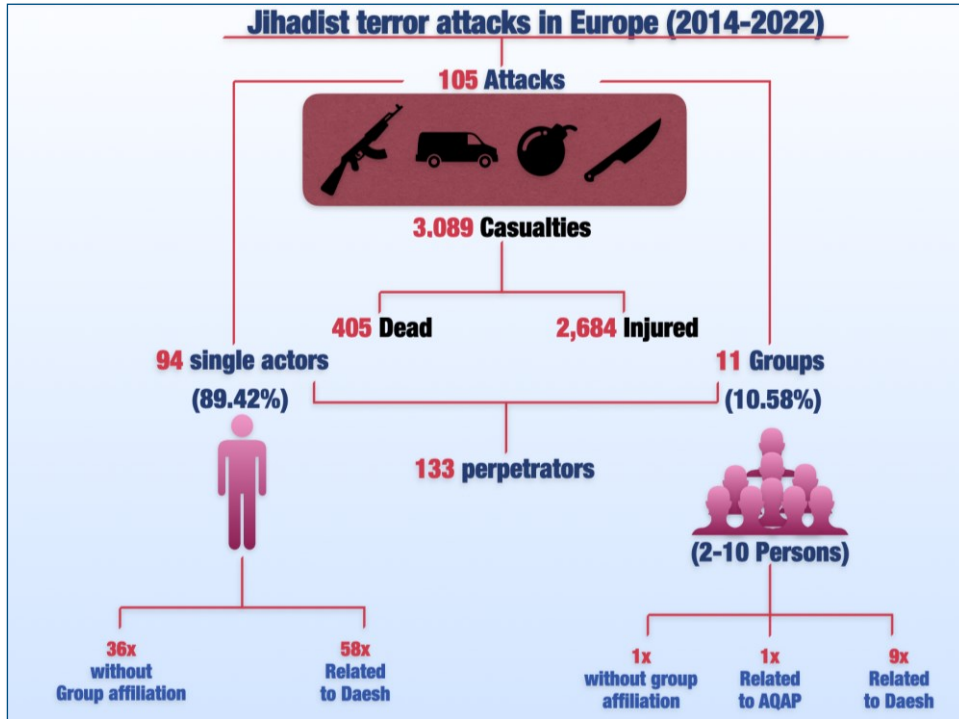 Jihadist terror attacks in Europe (2014-2022)
105 Attacks
3.089 Casualties
405 Dead
2,684 Injured
94 single actors
(89.42%)
11 Groups
(10.58%)
133 perpetrators
(2-10 Persons)
36x
without
Group affiliation
58x
Related
to Daesh
1x
without group
affiliation
1x
Related
to AQAP
9x
Related
to Daesh